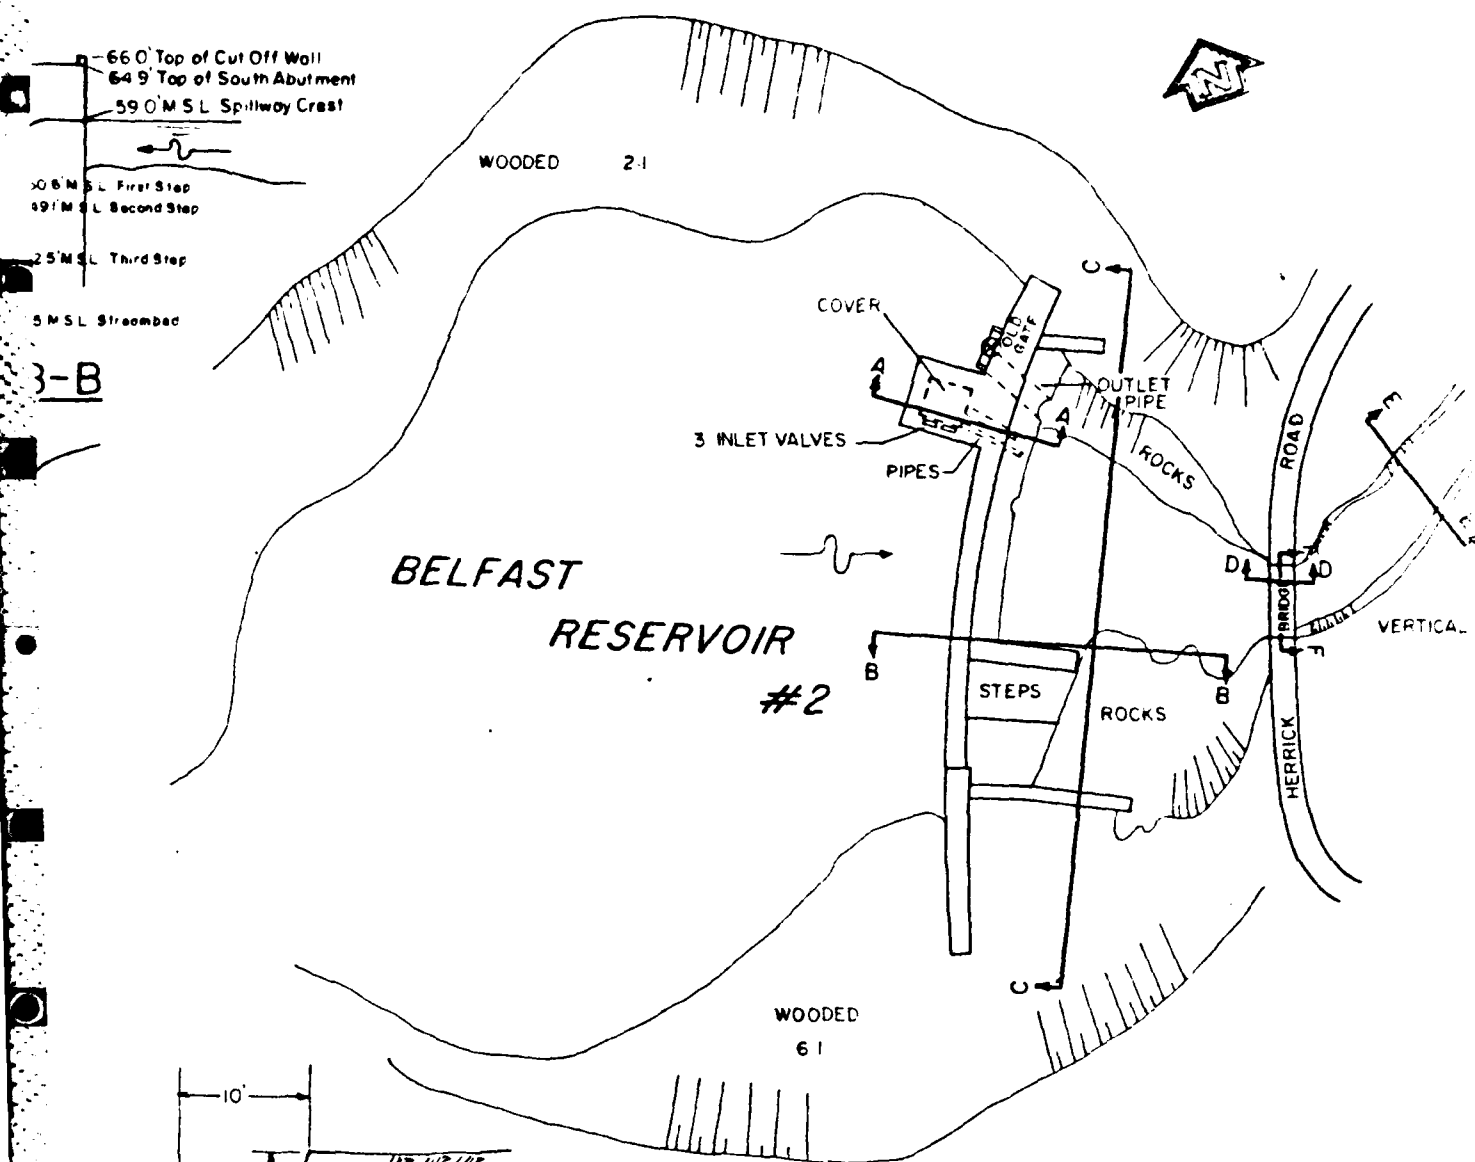 66.0' Top of Cut Off Wall
64.9' Top of South Abutment
59.0' M S L Spillway Crest
M S L First Step
M S L Second Step
M S L Third Step
M S L Streambed
B-B
N
WOODED 2:1
COVER
OLD
GATE
C
A
A
OUTLET
PIPE
3 INLET VALVES
PIPES
ROCKS
ROAD
E
BELFAST
RESERVOIR
#2
D
D
BRIDGE
F
VERTICAL
B
B
STEPS
ROCKS
HERRICK
C
WOODED
6:1
10'